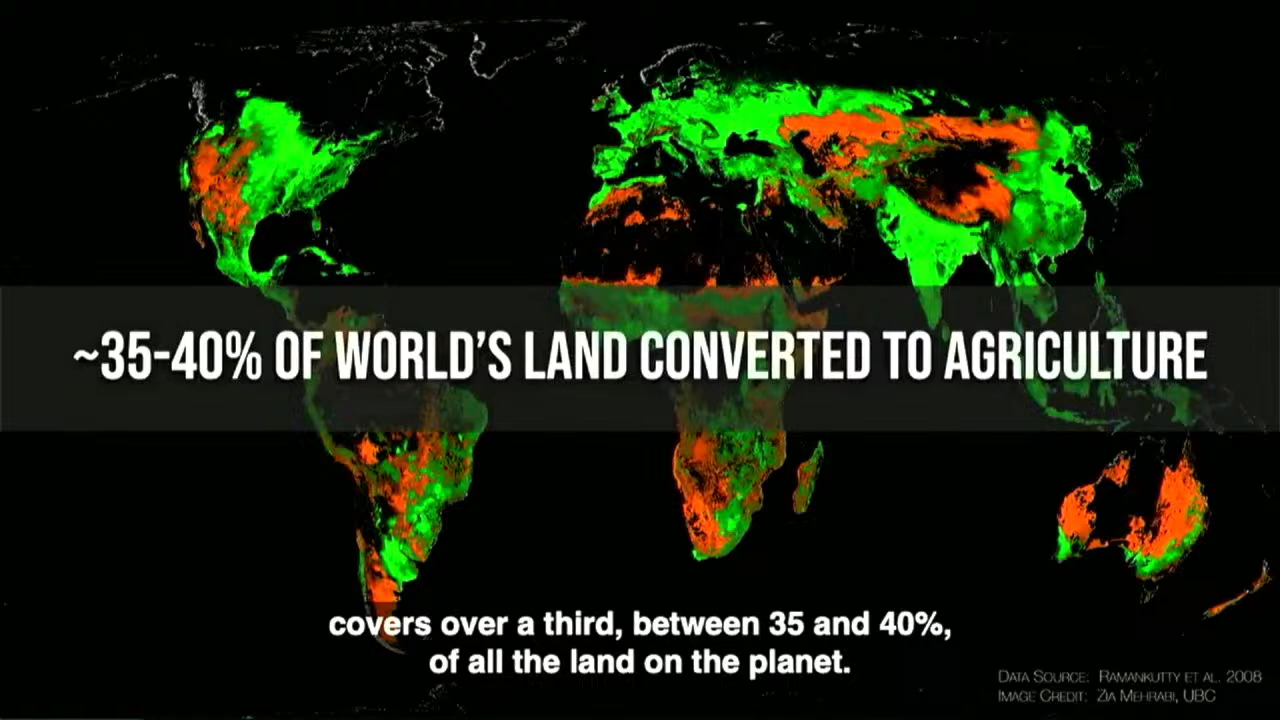 ~35-40% OF WORLD'S LAND CONVERTED TO AGRICULTURE
covers over a third, between 35 and 40%,
of all the land on the planet.
DATA SOURCE: RAMANKUTTY ET AL. 2008
IMAGE CREDIT: ZIA MEHRABI, UBC